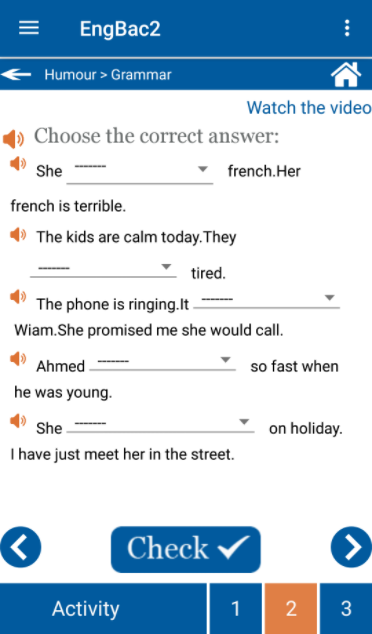 EngBac2
Humour > Grammar
Watch the video
Choose the correct answer:
She ------- french.Her
french is terrible.
The kids are calm today.They
------- tired.
The phone is ringing.It -------
Wiam.She promised me she would call.
Ahmed ------- so fast when
he was young.
She ------- on holiday.
I have just meet her in the street.
Check
Activity 1 2 3